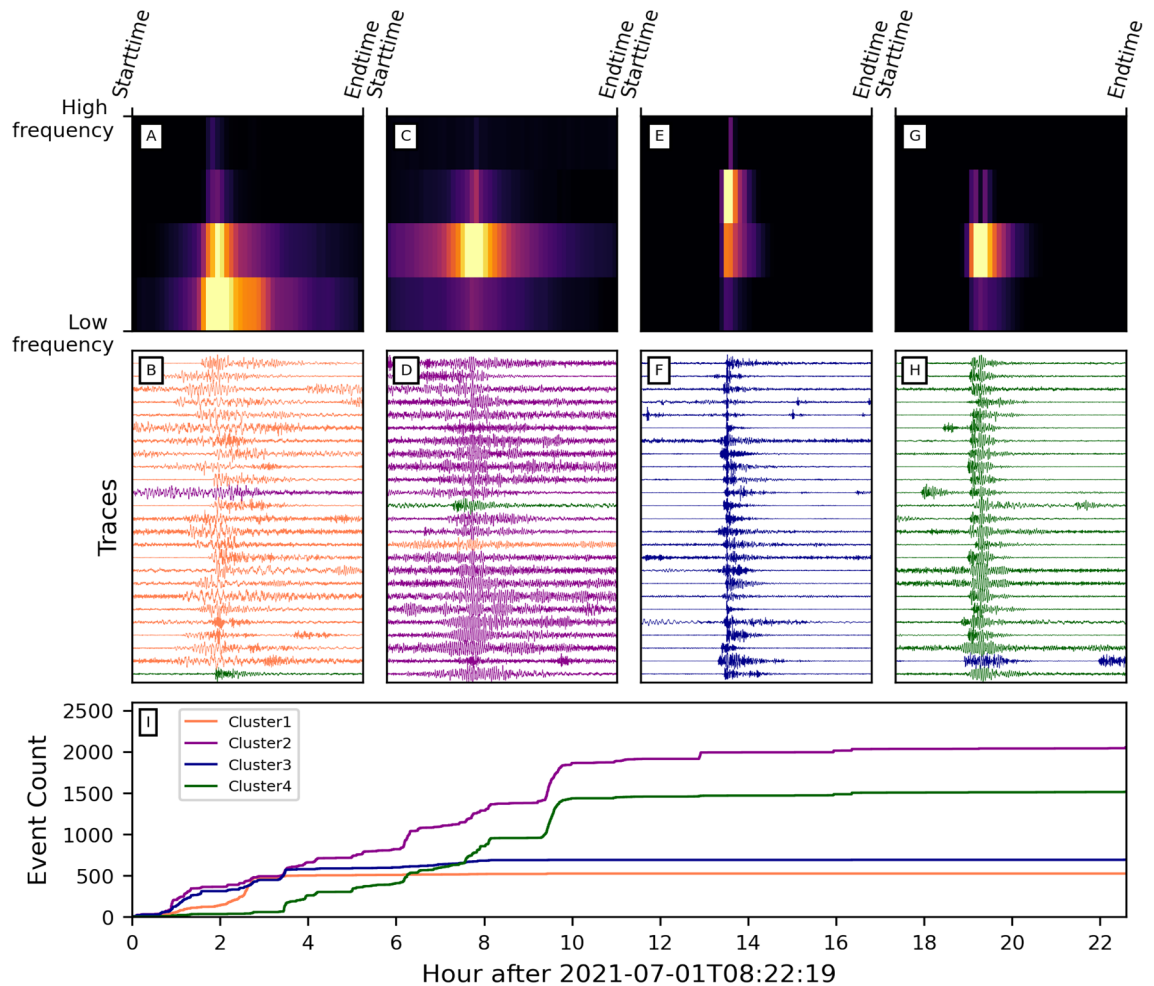 Starttime
Endtime
Starttime
Endtime
Starttime
Endtime
Starttime
Endtime
High
frequency
A
C
E
G
Low
frequency
B
D
F
H
Traces
I
Cluster1
Cluster2
Cluster3
Cluster4
Event Count
2500
2000
1500
1000
500
0
0 2 4 6 8 10 12 14 16 18 20 22
Hour after 2021-07-01T08:22:19